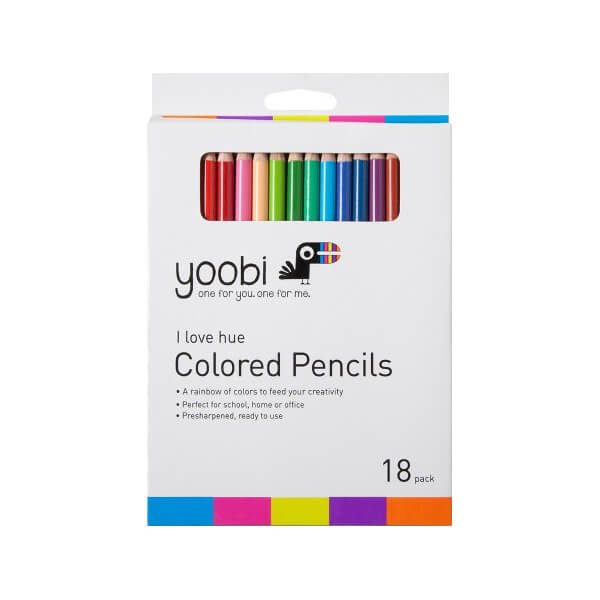 yoobi
one for you. one for me.
I love hue
Colored Pencils
• A rainbow of colors to feed your creativity
• Perfect for school, home or office
• Presharpened, ready to use
18 pack